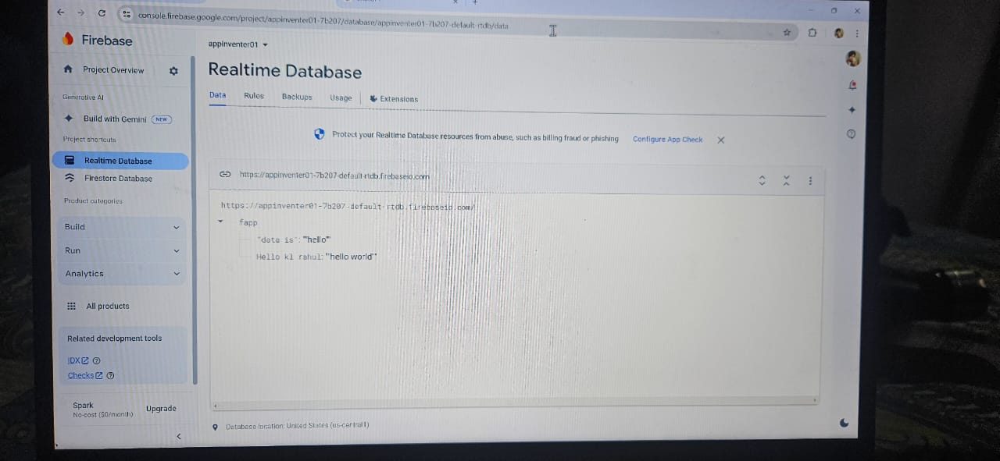 console.firebase.google.com/project/appinventer01-7b207/database/appinventer01-7b207-default-rtdb/data
Firebase
appinventer01
Project Overview
Realtime Database
Generative AI
Data Rules Backups Usage Extensions
Build with Gemini NEW
Project shortcuts
Protect your Realtime Database resources from abuse, such as billing fraud or phishing Configure App Check
Realtime Database
Firestore Database
https://appinventer01-7b207-default-rtdb.firebaseio.com
Product categories
https://appinventer01-7b207-default-rtdb.firebaseio.com/
Build
fapp
"data is": "'hello'"
Run
Hello kl rahul: "'hello world'"
Analytics
All products
Related development tools
IDX
Checks
Spark
No-cost ($0/month)
Upgrade
Database location: United States (us-central1)